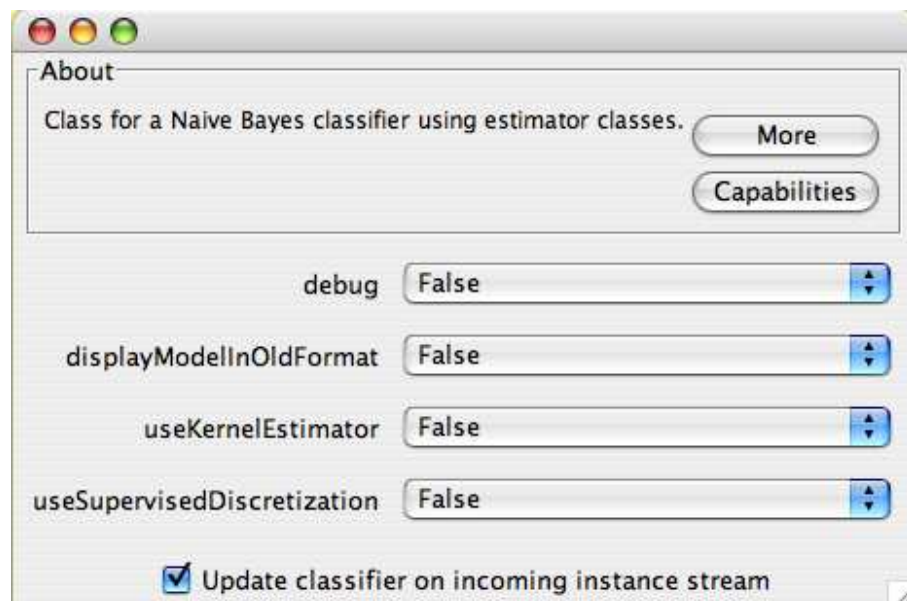 About
Class for a Naive Bayes classifier using estimator classes.
More
Capabilities
debug False
displayModelInOldFormat False
useKernelEstimator False
useSupervisedDiscretization False
Update classifier on incoming instance stream